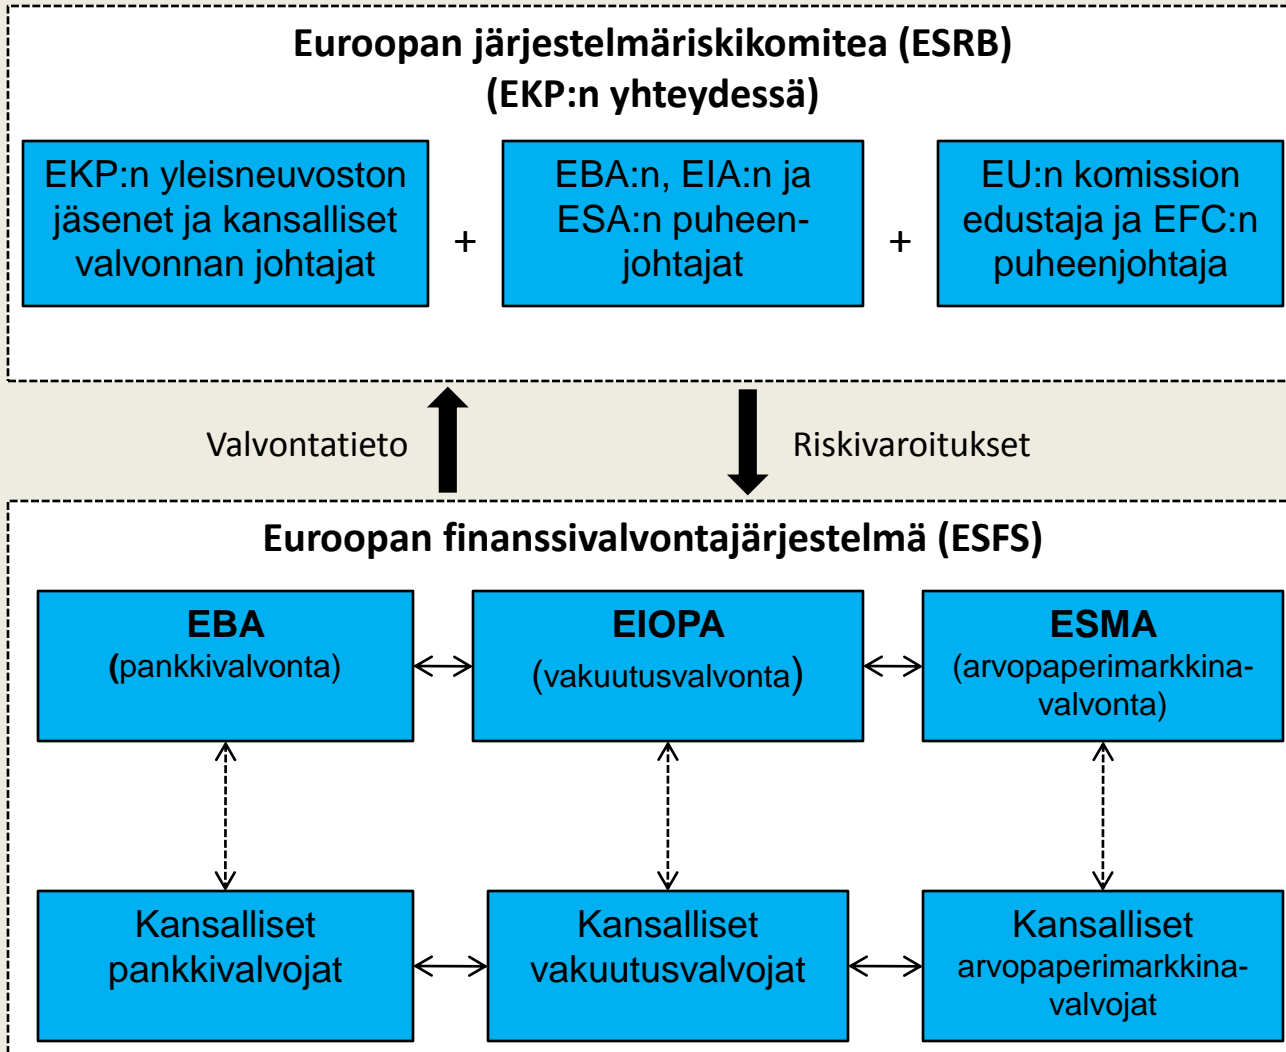 Euroopan järjestelmäriskikomitea (ESRB)
(EKP:n yhteydessä)
EKP:n yleisneuvoston
jäsenet ja kansalliset
valvonnan johtajat
+
EBA:n, EIA:n ja
ESA:n puheen-
johtajat
+
EU:n komission
edustaja ja EFC:n
puheenjohtaja
Valvontatieto
Riskivaroitukset
Euroopan finanssivalvontajärjestelmä (ESFS)
EBA
(pankkivalvonta)
EIOPA
(vakuutusvalvonta)
ESMA
(arvopaperimarkkina-
valvonta)
Kansalliset
pankkivalvojat
Kansalliset
vakuutusvalvojat
Kansalliset
arvopaperimarkkina-
valvojat